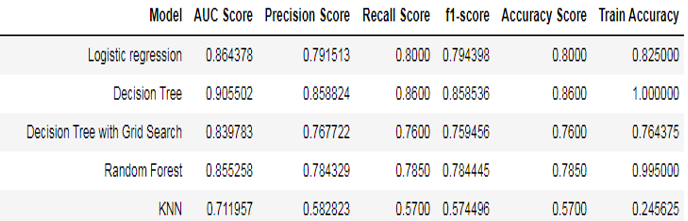 Model AUC Score Precision Score Recall Score f1-score Accuracy Score Train Accuracy
Logistic regression 0.864378 0.791513 0.8000 0.794398 0.8000 0.825000
Decision Tree 0.905502 0.858824 0.8600 0.858536 0.8600 1.000000
Decision Tree with Grid Search 0.839783 0.767722 0.7600 0.759456 0.7600 0.764375
Random Forest 0.855258 0.784329 0.7850 0.784445 0.7850 0.995000
KNN 0.711957 0.582823 0.5700 0.574496 0.5700 0.245625